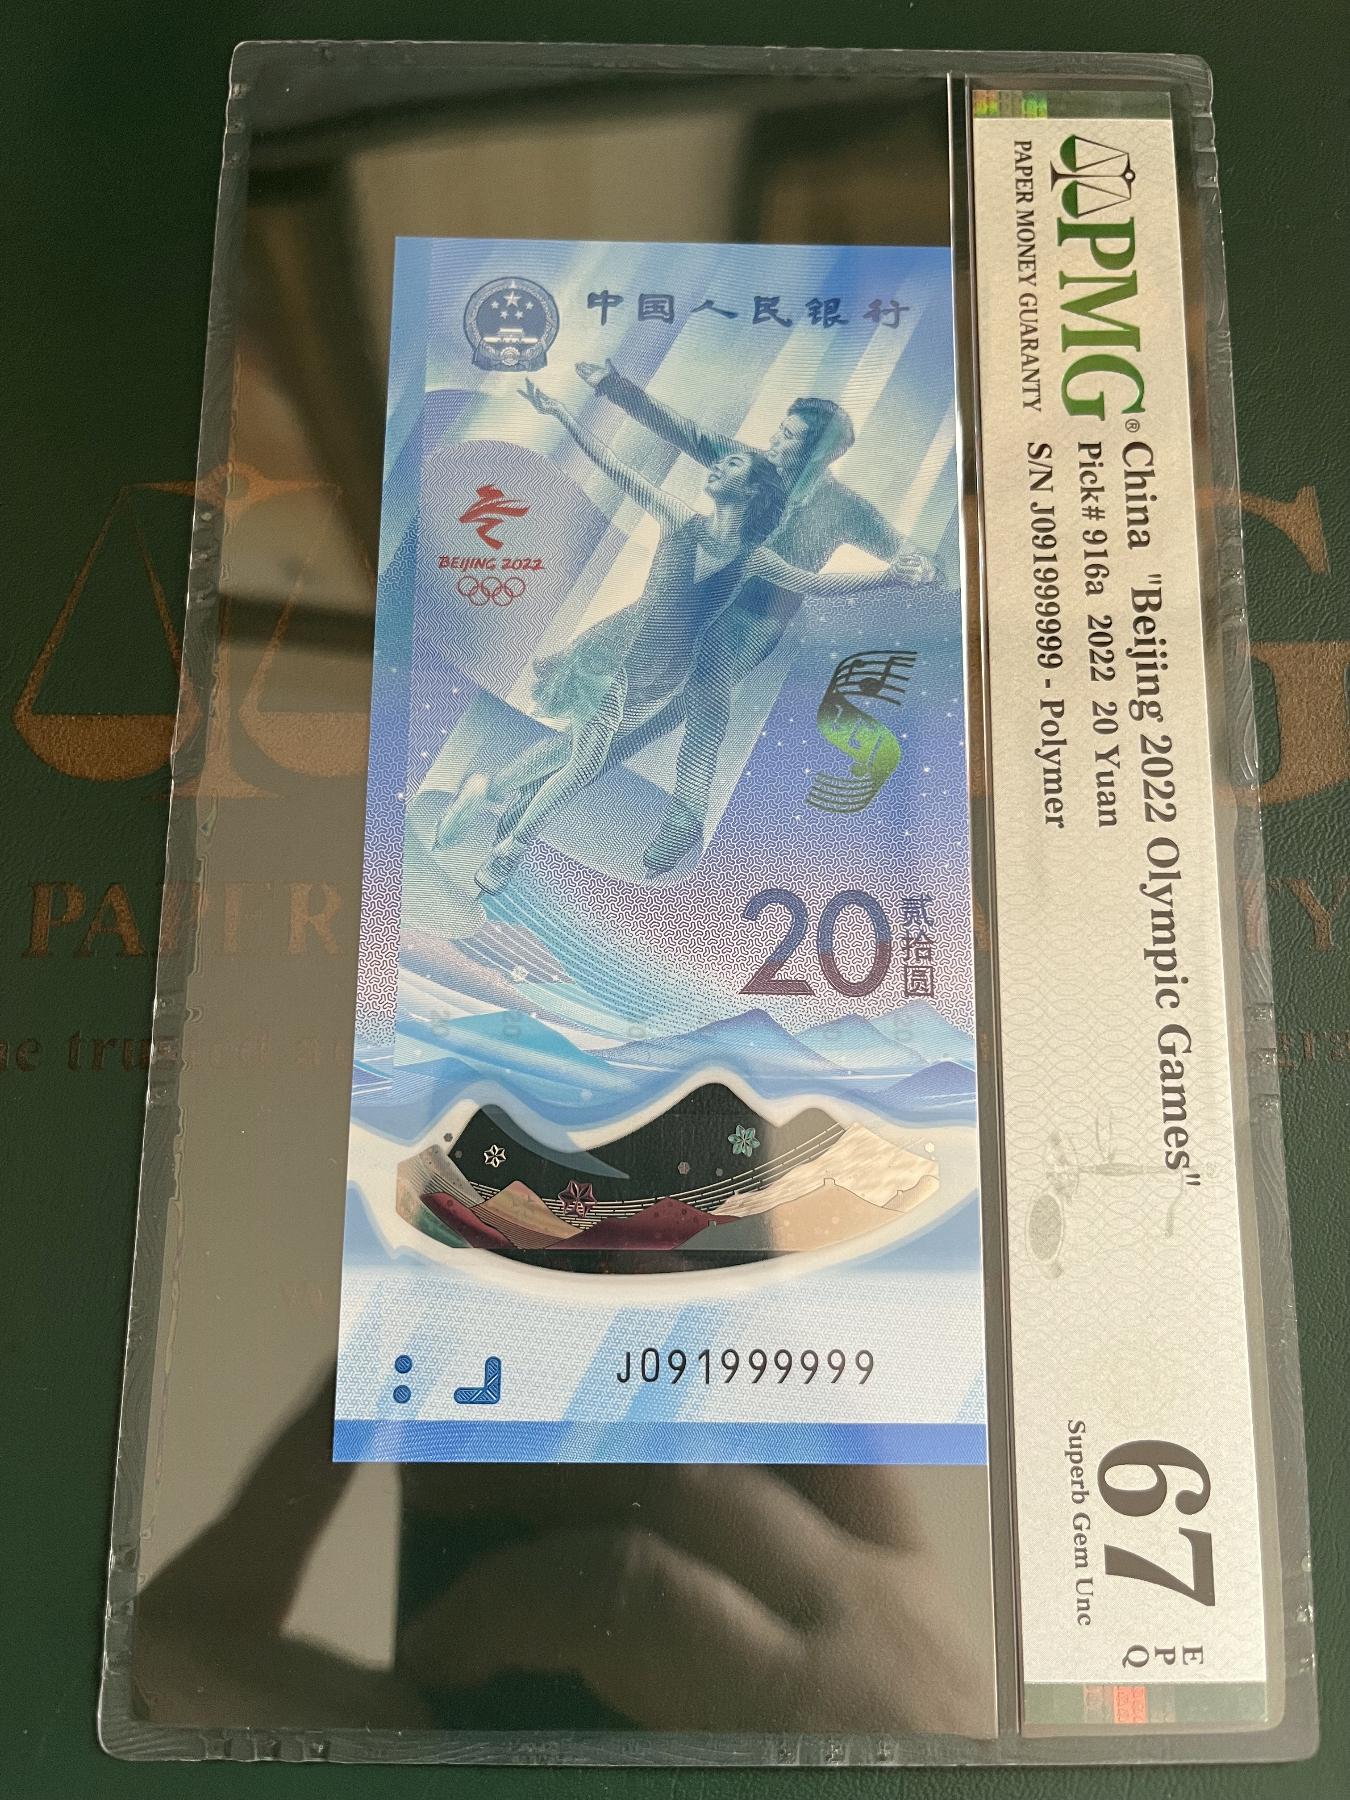 PMG®
PAPER MONEY GUARANTY
China "Beijing 2022 Olympic Games"
Pick# 916a 2022 20 Yuan
S/N J091999999 - Polymer
67
EPQ
Superb Gem Unc
中国人民银行
BEIJING 2022
20
贰拾圆
J091999999